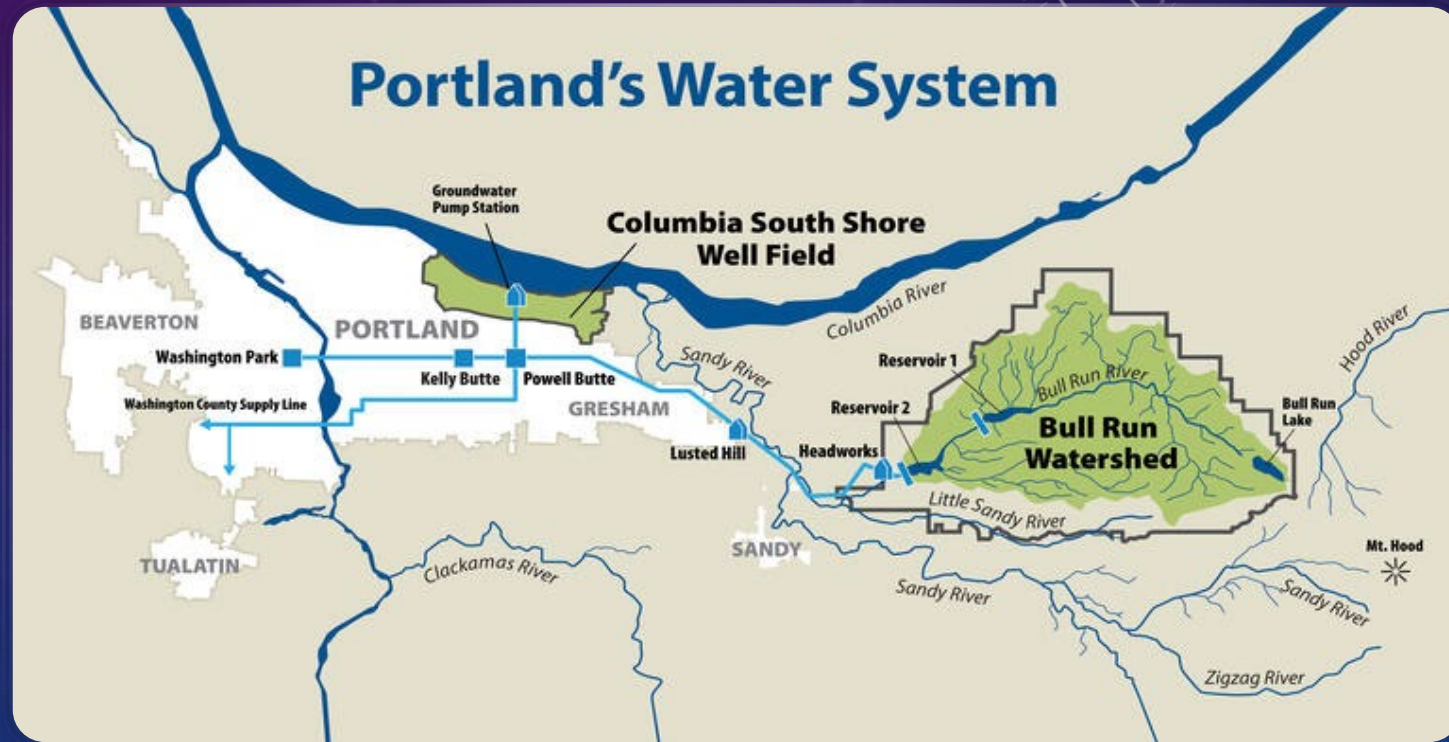 Portland's Water System
Groundwater
Pump Station
Columbia South Shore
Well Field
Columbia River
Hood River
BEAVERTON
PORTLAND
Washington Park
Kelly Butte
Powell Butte
Sandy River
Reservoir 1
Bull Run River
Washington County Supply Line
GRESHAM
Reservoir 2
Bull Run
Lake
Lusted Hill
Headworks
Bull Run
Watershed
Little Sandy River
SANDY
TUALATIN
Clackamas River
Sandy River
Mt. Hood
Sandy River
Zigzag River